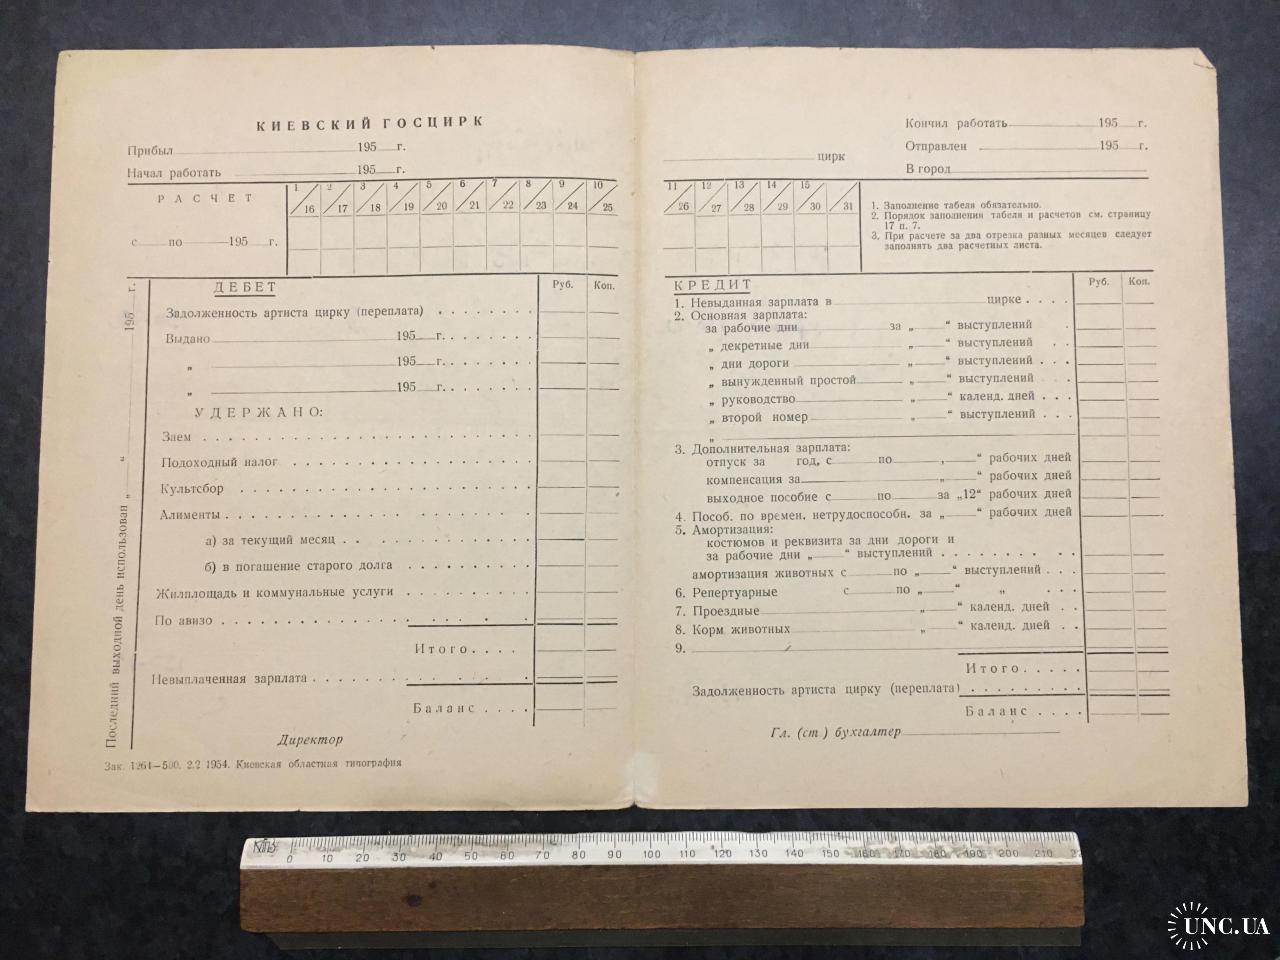 КИЕВСКИЙ ГОСЦИРК
Прибыл 195 г.
Начал работать 195 г.
РАСЧЕТ
с по 195 г.
1/16 2/17 3/18 4/19 5/20 6/21 7/22 8/23 9/24 10/25
Последний выходной день использован „ “ 195 г.
ДЕБЕТ
Руб. Коп.
Задолженность артиста цирку (переплата)
Выдано 195 г.
„ 195 г.
„ 195 г.
УДЕРЖАНО:
Заем
Подоходный налог
Культсбор
Алименты
а) за текущий месяц
б) в погашение старого долга
Жилплощадь и коммунальные услуги
По авизо
Итого
Невыплаченная зарплата
Баланс
Директор
Зак. 1261—500. 2.2 1954. Киевская областная типография
цирк
Кончил работать 195 г.
Отправлен 195 г.
В город
11/26 12/27 13/28 14/29 15/30 /31
1. Заполнение табеля обязательно.
2. Порядок заполнения табеля и расчетов см. страницу
17 п. 7.
3. При расчете за два отрезка разных месяцев следует
заполнять два расчетных листа.
КРЕДИТ
Руб. Коп.
1. Невыданная зарплата в цирке
2. Основная зарплата:
за рабочие дни за „ “ выступлений
„ декретные дни „ “ выступлений
„ дни дороги „ “ выступлений
„ вынужденный простой „ “ выступлений
„ руководство „ “ календ. дней
„ второй номер „ “ выступлений
„
3. Дополнительная зарплата:
отпуск за год, с по , “ рабочих дней
компенсация за „ “ рабочих дней
выходное пособие с по за „12“ рабочих дней
4. Пособ. по времен. нетрудоспособн. за „ “ рабочих дней
5. Амортизация:
костюмов и реквизита за дни дороги и
за рабочие дни „ “ выступлений
амортизация животных с по „ “ выступлений
6. Репертуарные с по „ “ „
7. Проездные „ “ календ. дней
8. Корм животных „ “ календ. дней
9.
Итого
Задолженность артиста цирку (переплата)
Баланс
Гл. (ст.) бухгалтер
0 10 20 30 40 50 60 70 80 90 100 110 120 130 140 150 160 170 180 190 200 210
UNC.UA